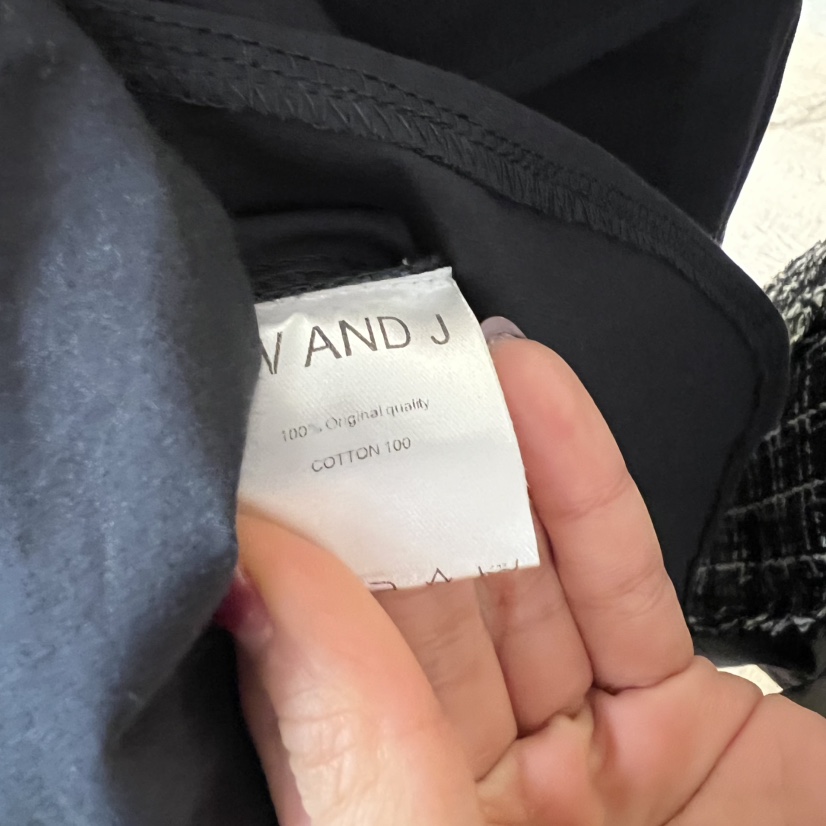 AND J
100% Original quality
COTTON 100